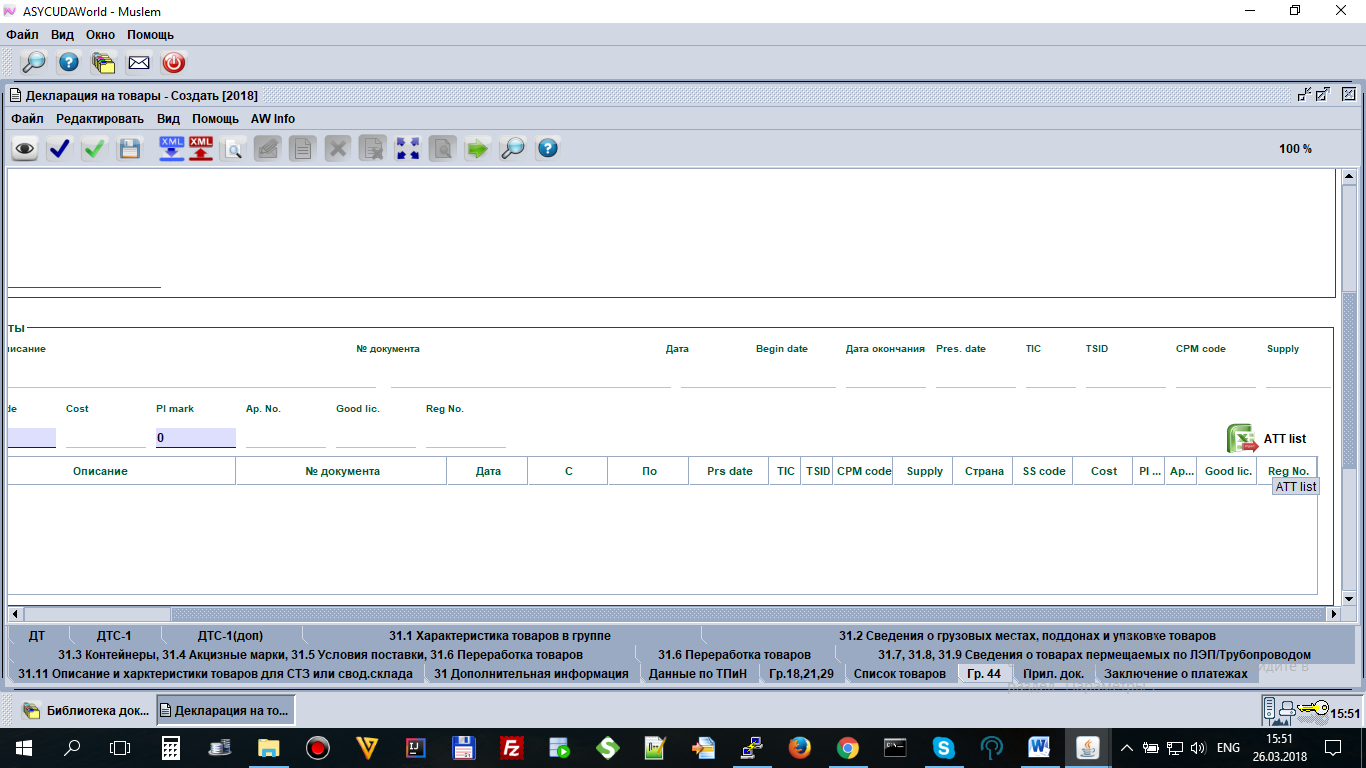 ASYCUDAWorld - Muslem
Файл Вид Окно Помощь
Декларация на товары - Создать [2018]
Файл Редактировать Вид Помощь AW Info
XML XML 100 %
ты
исание № документа Дата Begin date Дата окончания Pres. date TIC TSID CPM code Supply
de Cost PI mark Ap. No. Good lic. Reg No.
0
ATT list
Описание № документа Дата С По Prs date TIC TSID CPM code Supply Страна SS code Cost PI ... Ap... Good lic. Reg No.
ATT list
ДТ ДТС-1 ДТС-1(доп) 31.1 Характеристика товаров в группе 31.2 Сведения о грузовых местах, поддонах и упаковке товаров
31.3 Контейнеры, 31.4 Акцизные марки, 31.5 Условия поставки, 31.6 Переработка товаров 31.6 Переработка товаров 31.7, 31.8, 31.9 Сведения о товарах пермещаемых по ЛЭП/Трубопроводом
31.11 Описание и харктеристики товаров для СТЗ или свод.склада 31 Дополнительная информация Данные по ТПиН Гр.18,21,29 Список товаров Гр. 44 Прил. док. Заключение о платежах
Библиотека док... Декларация на то... 15:51
ENG 15:51
26.03.2018